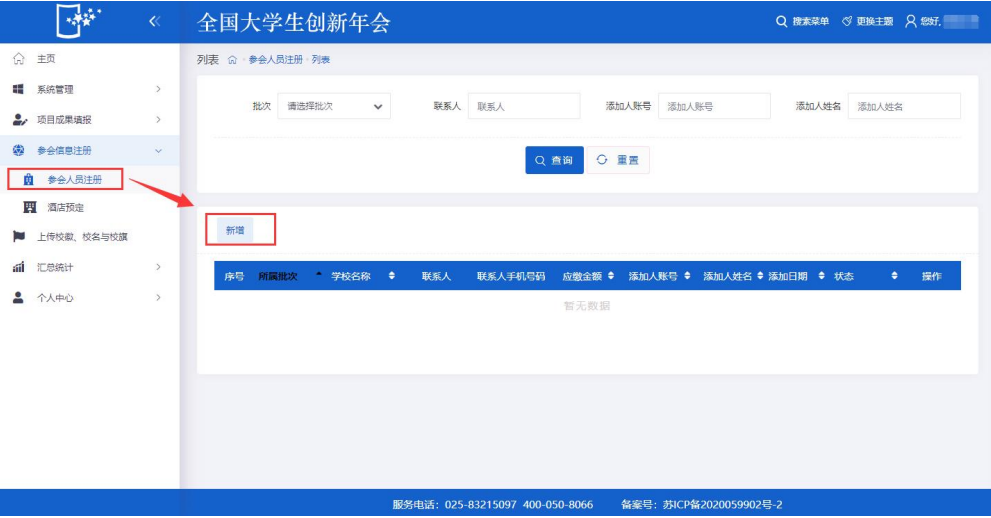 全国大学生创新年会
搜索菜单 更换主题 您好,
主页
系统管理
项目成果填报
参会信息注册
参会人员注册
酒店预定
上传校徽、校名与校旗
汇总统计
个人中心
列表 参会人员注册 列表
批次 请选择批次 联系人 联系人 添加人账号 添加人账号 添加人姓名 添加人姓名
查询 重置
新增
序号 所属批次 学校名称 联系人 联系人手机号码 应缴金额 添加人账号 添加人姓名 添加日期 状态 操作
暂无数据
服务电话：025-83215097 400-050-8066 备案号：苏ICP备2020059902号-2